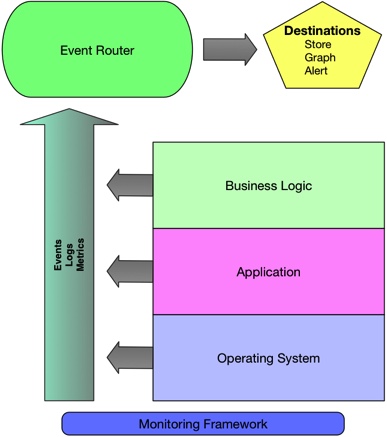 Event Router
Destinations
Store
Graph
Alert
Business Logic
Events
Logs
Metrics
Application
Operating System
Monitoring Framework